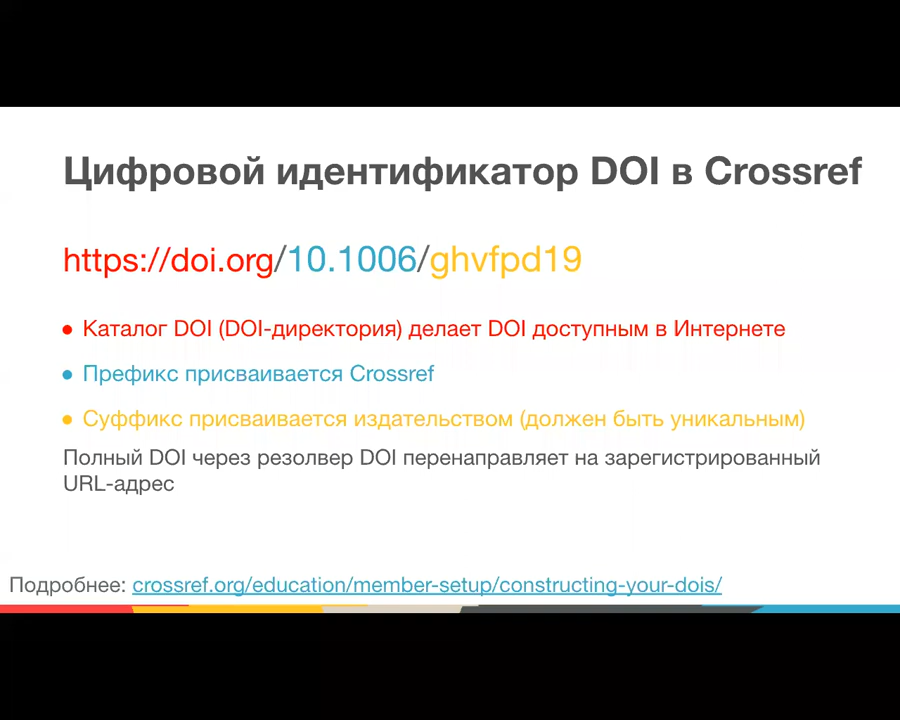 Цифровой идентификатор DOI в Crossref
https://doi.org/10.1006/ghvfpd19
● Каталог DOI (DOI-директория) делает DOI доступным в Интернете
● Префикс присваивается Crossref
● Суффикс присваивается издательством (должен быть уникальным)
Полный DOI через резолвер DOI перенаправляет на зарегистрированный
URL-адрес
Подробнее: crossref.org/education/member-setup/constructing-your-dois/